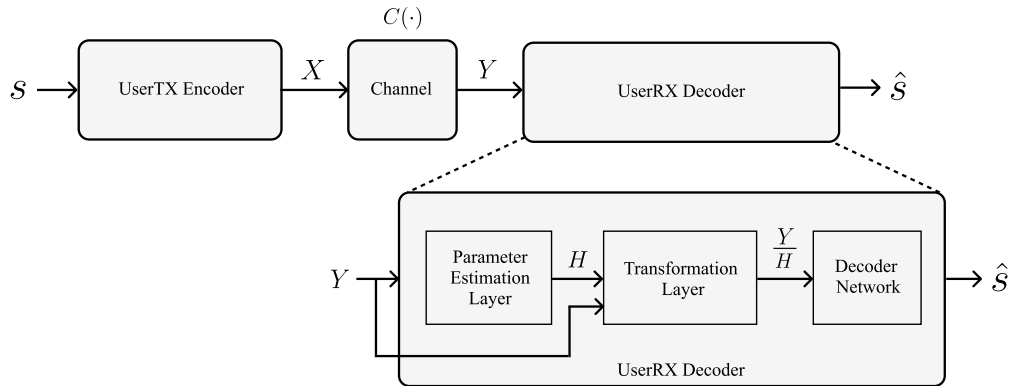 C(·)
s
UserTX Encoder
X
Channel
Y
UserRX Decoder
ŝ
Y
Parameter
Estimation
Layer
H
Transformation
Layer
Y
H
Decoder
Network
ŝ
UserRX Decoder